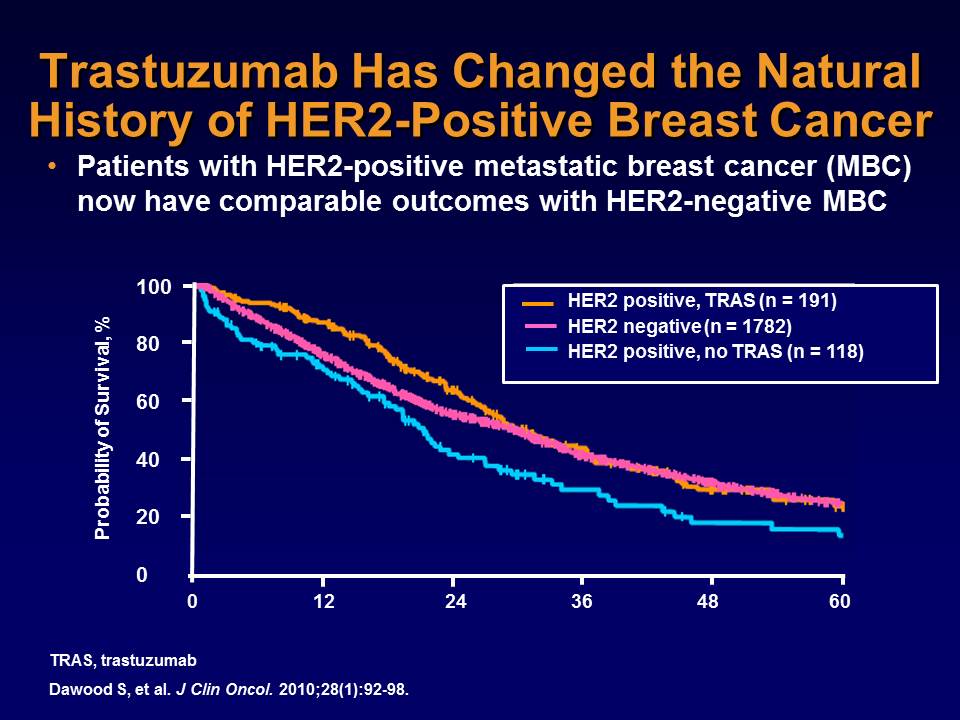 Trastuzumab Has Changed the Natural
History of HER2-Positive Breast Cancer
• Patients with HER2-positive metastatic breast cancer (MBC)
now have comparable outcomes with HER2-negative MBC
HER2 positive, TRAS (n = 191)
HER2 negative (n = 1782)
HER2 positive, no TRAS (n = 118)
Probability of Survival, %
100
80
60
40
20
0
0 12 24 36 48 60
TRAS, trastuzumab
Dawood S, et al. J Clin Oncol. 2010;28(1):92-98.